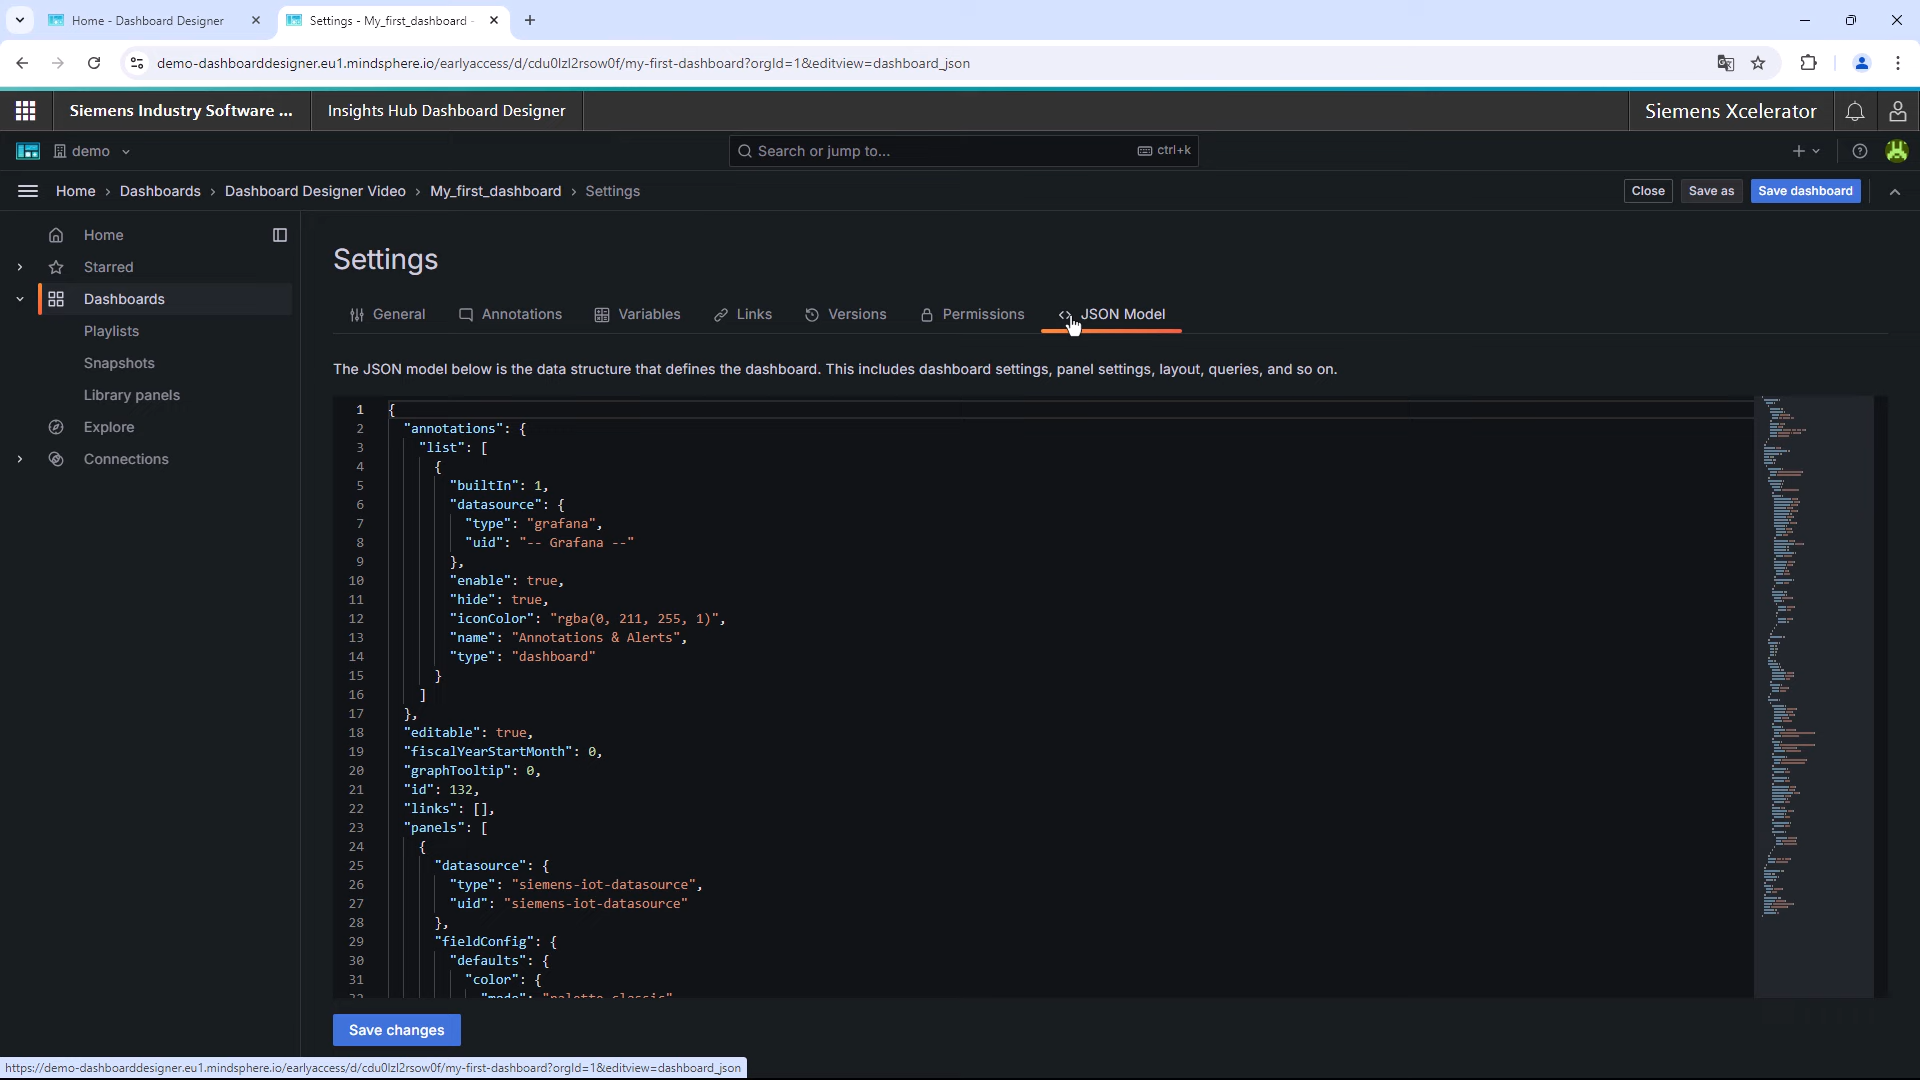 Home - Dashboard Designer
Settings - My_first_dashboard -
demo-dashboarddesigner.eu1.mindsphere.io/earlyaccess/d/cdu0lzl2rsow0f/my-first-dashboard?orgId=1&editview=dashboard_json
Siemens Industry Software ...
Insights Hub Dashboard Designer
Siemens Xcelerator
demo
Search or jump to...
ctrl+k
Home › Dashboards › Dashboard Designer Video › My_first_dashboard › Settings
Close
Save as
Save dashboard
Home
Starred
Dashboards
Playlists
Snapshots
Library panels
Explore
Connections
Settings
General
Annotations
Variables
Links
Versions
Permissions
JSON Model
The JSON model below is the data structure that defines the dashboard. This includes dashboard settings, panel settings, layout, queries, and so on.
1 {
2 "annotations": {
3 "list": [
4 {
5 "builtIn": 1,
6 "datasource": {
7 "type": "grafana",
8 "uid": "-- Grafana --"
9 },
10 "enable": true,
11 "hide": true,
12 "iconColor": "rgba(0, 211, 255, 1)",
13 "name": "Annotations & Alerts",
14 "type": "dashboard"
15 }
16 ]
17 },
18 "editable": true,
19 "fiscalYearStartMonth": 0,
20 "graphTooltip": 0,
21 "id": 132,
22 "links": [],
23 "panels": [
24 {
25 "datasource": {
26 "type": "siemens-iot-datasource",
27 "uid": "siemens-iot-datasource"
28 },
29 "fieldConfig": {
30 "defaults": {
31 "color": {
32 "mode": "palette-classic"
Save changes
https://demo-dashboarddesigner.eu1.mindsphere.io/earlyaccess/d/cdu0lzl2rsow0f/my-first-dashboard?orgId=1&editview=dashboard_json